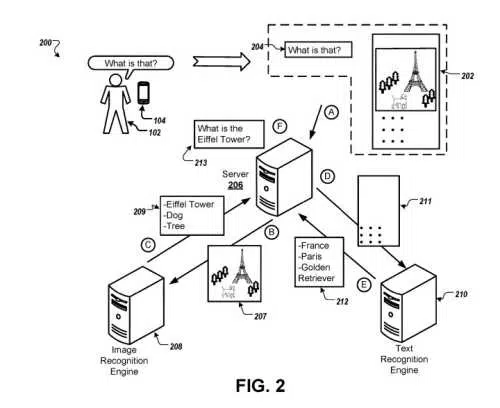 200
What is that?
104
102
204
What is that?
202
What is the
Eiffel Tower?
213
F
A
Server
206
D
209
-Eiffel Tower
-Dog
-Tree
C
B
211
207
-France
-Paris
-Golden
Retriever
212
E
210
208
Image
Recognition
Engine
Text
Recognition
Engine
FIG. 2